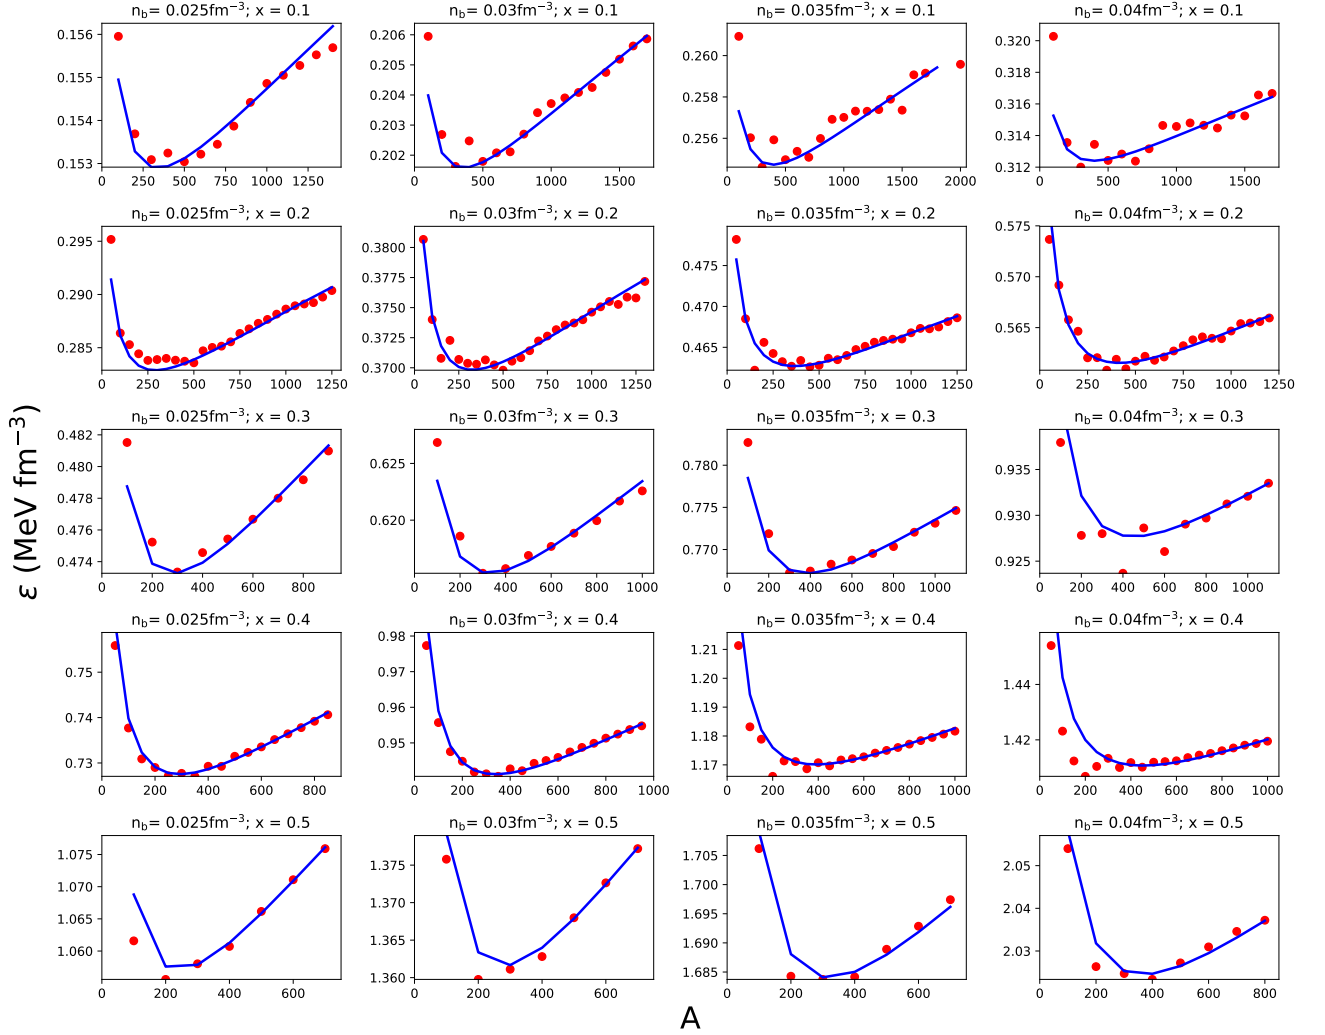 n_b= 0.025fm⁻³; x = 0.1
0.156
0.155
0.154
0.153
0 250 500 750 1000 1250
n_b= 0.03fm⁻³; x = 0.1
0.206
0.205
0.204
0.203
0.202
0 500 1000 1500
n_b= 0.035fm⁻³; x = 0.1
0.260
0.258
0.256
0 500 1000 1500 2000
n_b= 0.04fm⁻³; x = 0.1
0.320
0.318
0.316
0.314
0.312
0 500 1000 1500
n_b= 0.025fm⁻³; x = 0.2
0.295
0.290
0.285
0 250 500 750 1000 1250
n_b= 0.03fm⁻³; x = 0.2
0.3800
0.3775
0.3750
0.3725
0.3700
0 250 500 750 1000 1250
n_b= 0.035fm⁻³; x = 0.2
0.475
0.470
0.465
0 250 500 750 1000 1250
n_b= 0.04fm⁻³; x = 0.2
0.575
0.570
0.565
0 250 500 750 1000 1250
ε (MeV fm⁻³)
n_b= 0.025fm⁻³; x = 0.3
0.482
0.480
0.478
0.476
0.474
0 200 400 600 800
n_b= 0.03fm⁻³; x = 0.3
0.625
0.620
0 200 400 600 800 1000
n_b= 0.035fm⁻³; x = 0.3
0.780
0.775
0.770
0 200 400 600 800 1000
n_b= 0.04fm⁻³; x = 0.3
0.935
0.930
0.925
0 200 400 600 800 1000
n_b= 0.025fm⁻³; x = 0.4
0.75
0.74
0.73
0 200 400 600 800
n_b= 0.03fm⁻³; x = 0.4
0.98
0.97
0.96
0.95
0 200 400 600 800 1000
n_b= 0.035fm⁻³; x = 0.4
1.21
1.20
1.19
1.18
1.17
0 200 400 600 800 1000
n_b= 0.04fm⁻³; x = 0.4
1.44
1.42
0 200 400 600 800 1000
n_b= 0.025fm⁻³; x = 0.5
1.075
1.070
1.065
1.060
0 200 400 600
n_b= 0.03fm⁻³; x = 0.5
1.375
1.370
1.365
1.360
0 200 400 600
n_b= 0.035fm⁻³; x = 0.5
1.705
1.700
1.695
1.690
1.685
0 200 400 600
n_b= 0.04fm⁻³; x = 0.5
2.05
2.04
2.03
0 200 400 600 800
A